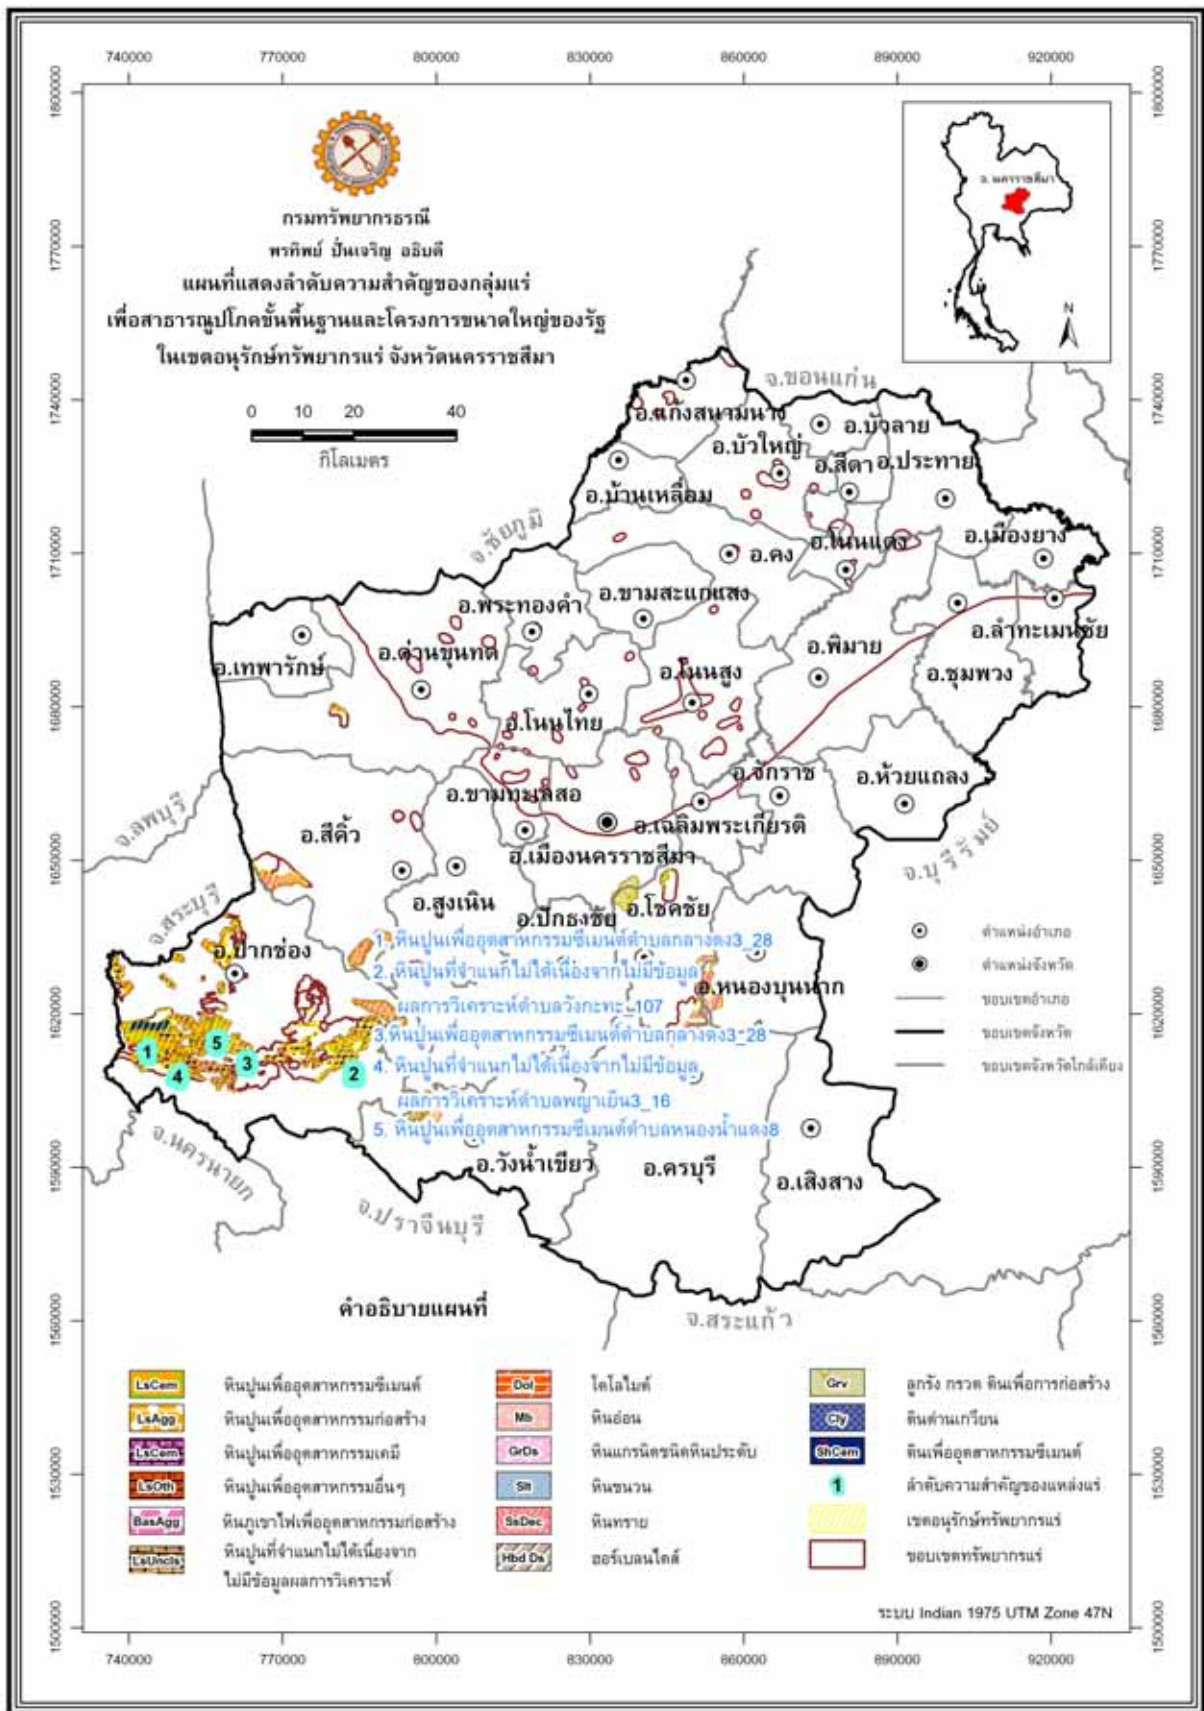 740000 770000 800000 830000 860000 890000 920000
1800000 1770000 1740000 1710000 1680000 1650000 1620000 1590000 1560000 1530000 1500000
กรมทรัพยากรธรณี
พรทิพย์ ปั่นเจริญ อธิบดี
แผนที่แสดงลำดับความสำคัญของกลุ่มแร่
เพื่อสาธารณูปโภคขั้นพื้นฐานและโครงการขนาดใหญ่ของรัฐ
ในเขตอนุรักษ์ทรัพยากรแร่ จังหวัดนครราชสีมา
0 10 20 40
กิโลเมตร
จ.นครราชสีมา
N
จ.ขอนแก่น
อ.แก้งสนามนาง
อ.บัวลาย
อ.บัวใหญ่
อ.สีดา
อ.ประทาย
อ.บ้านเหลื่อม
จ.ชัยภูมิ
อ.คง
อ.โนนแดง
อ.เมืองยาง
อ.พระทองคำ
อ.ขามสะแกแสง
อ.ลำทะเมนชัย
อ.เทพารักษ์
อ.ด่านขุนทด
อ.พิมาย
อ.ชุมพวง
อ.โนนสูง
อ.โนนไทย
อ.จักราช
อ.ห้วยแถลง
อ.ขามทะเลสอ
อ.เฉลิมพระเกียรติ
จ.ลพบุรี
อ.สีคิ้ว
อ.เมืองนครราชสีมา
จ.บุรีรัมย์
อ.สูงเนิน
อ.ปักธงชัย
อ.โชคชัย
จ.สระบุรี
อ.ปากช่อง
อ.หนองบุนนาก
1. หินปูนเพื่ออุตสาหกรรมซีเมนต์ตำบลกลางดง3_28
2. หินปูนที่จำแนกไม่ได้เนื่องจากไม่มีข้อมูล
ผลการวิเคราะห์ตำบลวังกะทะ_107
3.หินปูนเพื่ออุตสาหกรรมซีเมนต์ตำบลกลางดง3_28
4. หินปูนที่จำแนกไม่ได้เนื่องจากไม่มีข้อมูล
ผลการวิเคราะห์ตำบลพญาเย็น3_16
5. หินปูนเพื่ออุตสาหกรรมซีเมนต์ตำบลหนองน้ำแดง8
1
5
3
4
2
จ.นครนายก
อ.วังน้ำเขียว
อ.ครบุรี
อ.เสิงสาง
จ.ปราจีนบุรี
จ.สระแก้ว
ตำแหน่งอำเภอ
ตำแหน่งจังหวัด
ขอบเขตอำเภอ
ขอบเขตจังหวัด
ขอบเขตจังหวัดใกล้เคียง
คำอธิบายแผนที่
LsCem หินปูนเพื่ออุตสาหกรรมซีเมนต์
LsAgg หินปูนเพื่ออุตสาหกรรมก่อสร้าง
LsCem หินปูนเพื่ออุตสาหกรรมเคมี
LsOth หินปูนเพื่ออุตสาหกรรมอื่นๆ
BasAgg หินภูเขาไฟเพื่ออุตสาหกรรมก่อสร้าง
LsUncls หินปูนที่จำแนกไม่ได้เนื่องจาก
ไม่มีข้อมูลผลการวิเคราะห์
Dol โดโลไมต์
Mb หินอ่อน
GrDs หินแกรนิตชนิดหินประดับ
Slt หินชนวน
SsDec หินทราย
Hbd Ds ฮอร์เบลนไดต์
Grv ลูกรัง กรวด ดินเพื่อการก่อสร้าง
Cly ดินด่านเกวียน
ShCem ดินเพื่ออุตสาหกรรมซีเมนต์
1 ลำดับความสำคัญของแหล่งแร่
เขตอนุรักษ์ทรัพยากรแร่
ขอบเขตทรัพยากรแร่
ระบบ Indian 1975 UTM Zone 47N
740000 770000 800000 830000 860000 890000 920000
1800000 1770000 1740000 1710000 1680000 1650000 1620000 1590000 1560000 1530000 1500000